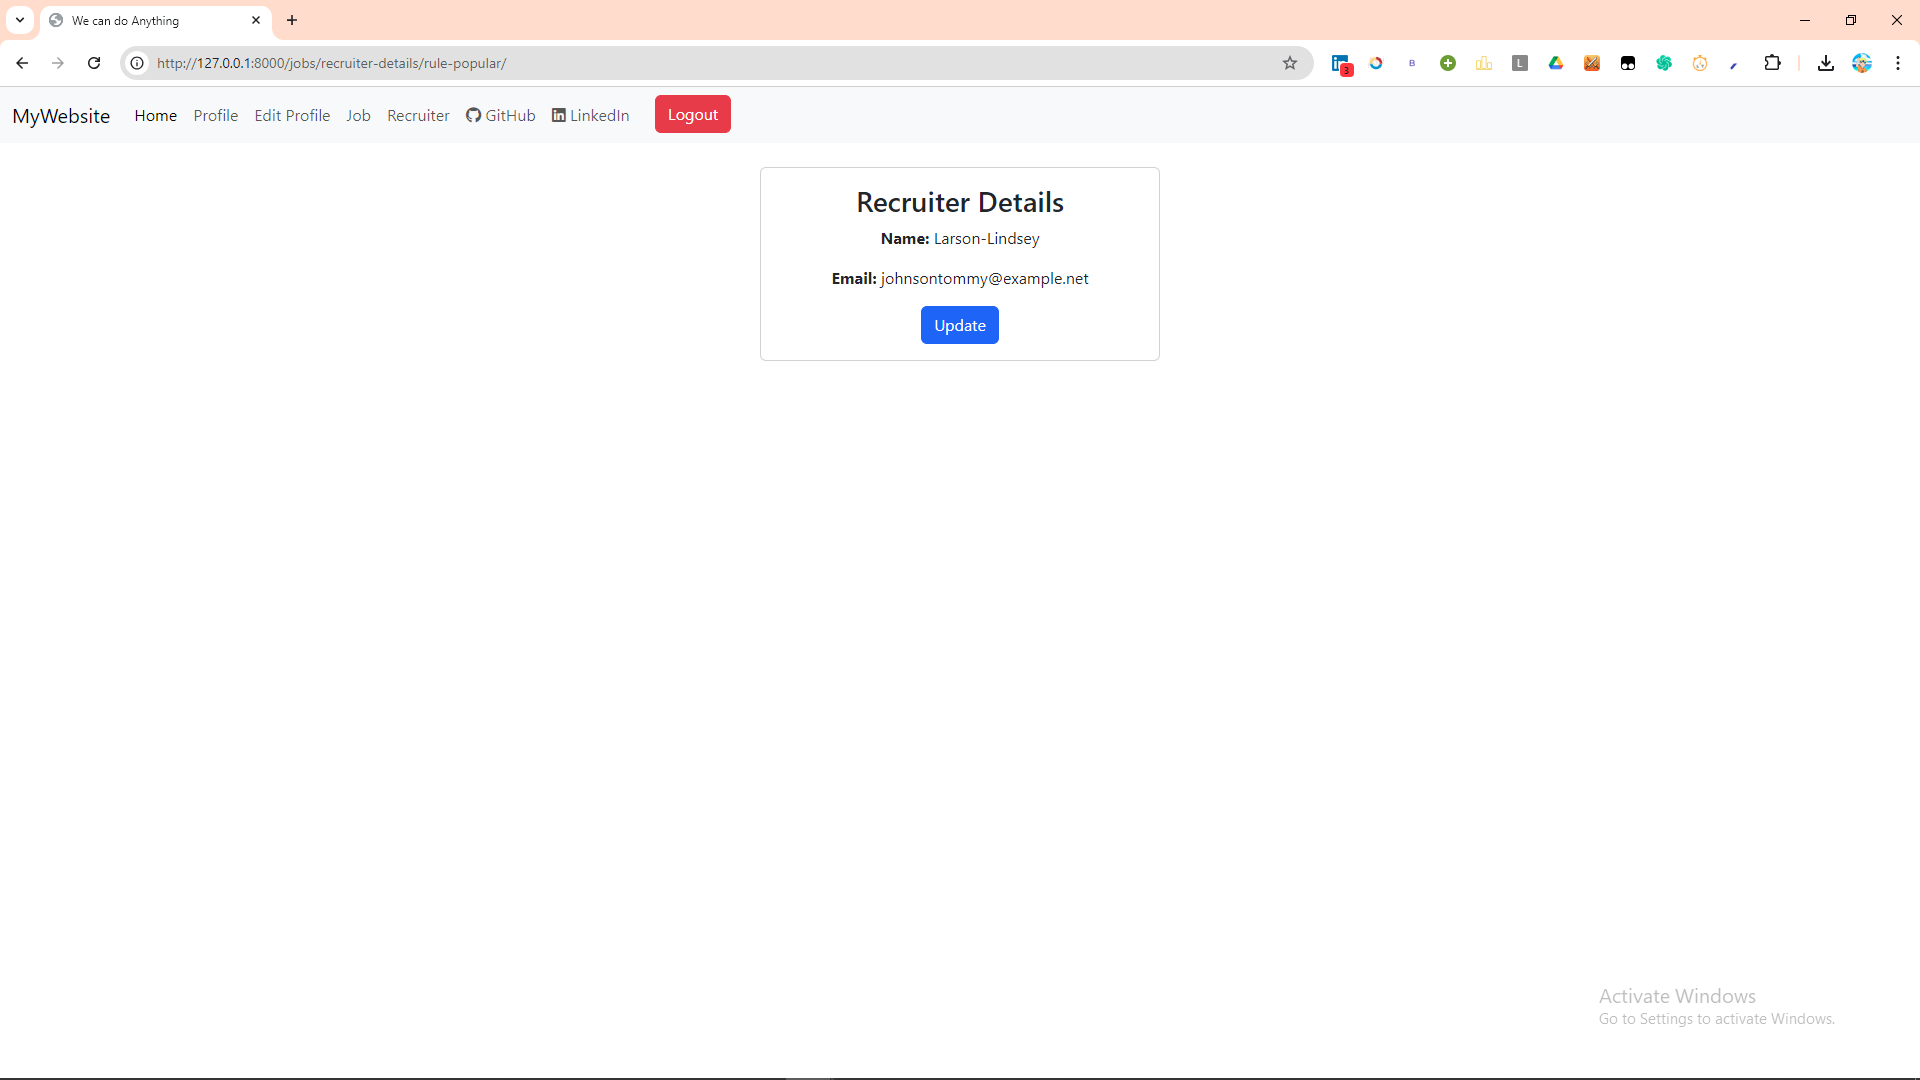 We can do Anything
http://127.0.0.1:8000/jobs/recruiter-details/rule-popular/
3
B
L
MyWebsite Home Profile Edit Profile Job Recruiter GitHub LinkedIn Logout
Recruiter Details
Name: Larson-Lindsey
Email: johnsontommy@example.net
Update
Activate Windows
Go to Settings to activate Windows.